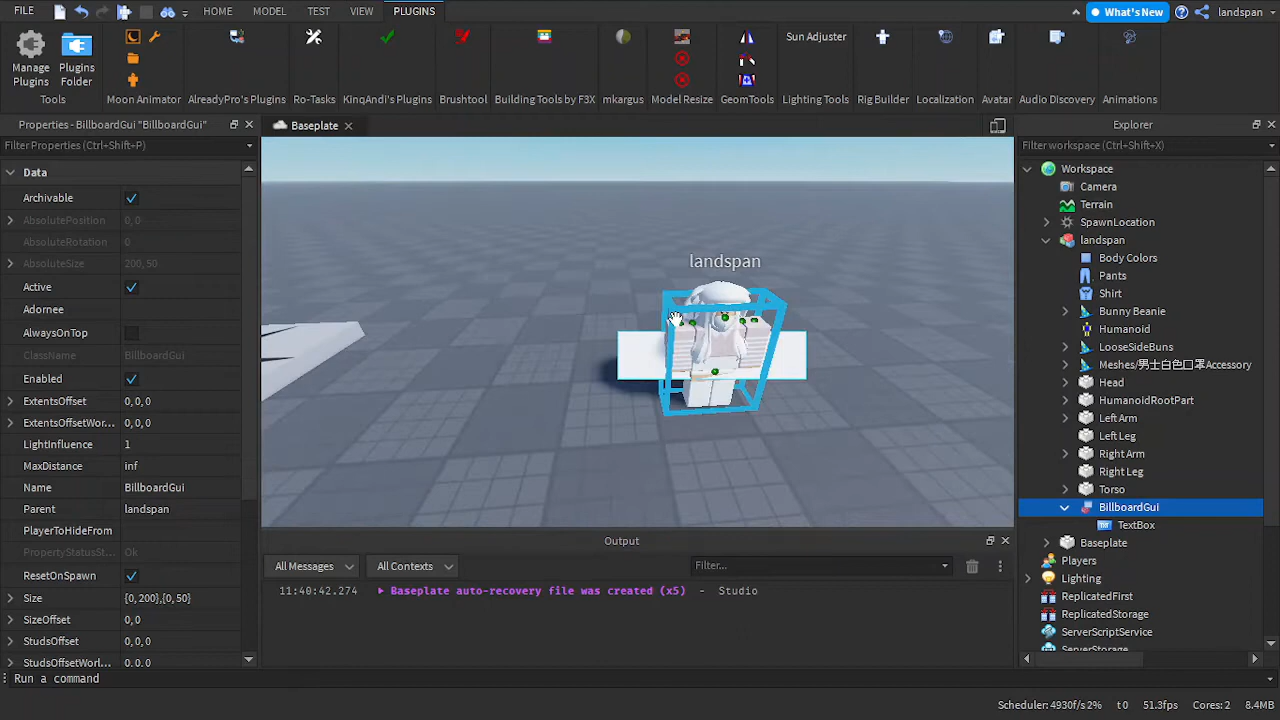 FILE
HOME
MODEL
TEST
VIEW
PLUGINS
What's New
landspan
Manage Plugins
Plugins Folder
Sun Adjuster
Tools
Moon Animator
AlreadyPro's Plugins
Ro-Tasks
KinqAndi's Plugins
Brushtool
Building Tools by F3X
mkargus
Model Resize
GeomTools
Lighting Tools
Rig Builder
Localization
Avatar
Audio Discovery
Animations
Properties - BillboardGui "BillboardGui"
Filter Properties (Ctrl+Shift+P)
Data
Archivable
AbsolutePosition 0, 0
AbsoluteRotation 0
AbsoluteSize 200, 50
Active
Adornee
AlwaysOnTop
ClassName BillboardGui
Enabled
ExtentsOffset 0, 0, 0
ExtentsOffsetWor... 0, 0, 0
LightInfluence 1
MaxDistance inf
Name BillboardGui
Parent landspan
PlayerToHideFrom
PropertyStatusSt... Ok
ResetOnSpawn
Size {0, 200},{0, 50}
SizeOffset 0, 0
StudsOffset 0, 0, 0
StudsOffsetWorl... 0, 0, 0
Baseplate
landspan
Output
All Messages
All Contexts
Filter...
11:40:42.274 Baseplate auto-recovery file was created (x5) - Studio
Explorer
Filter workspace (Ctrl+Shift+X)
Workspace
Camera
Terrain
SpawnLocation
landspan
Body Colors
Pants
Shirt
Bunny Beanie
Humanoid
LooseSideBuns
Meshes/男士白色口罩Accessory
Head
HumanoidRootPart
Left Arm
Left Leg
Right Arm
Right Leg
Torso
BillboardGui
TextBox
Baseplate
Players
Lighting
ReplicatedFirst
ReplicatedStorage
ServerScriptService
ServerStorage
Run a command
Scheduler: 4930f/s2%
t0
51.3fps
Cores: 2
8.4MB